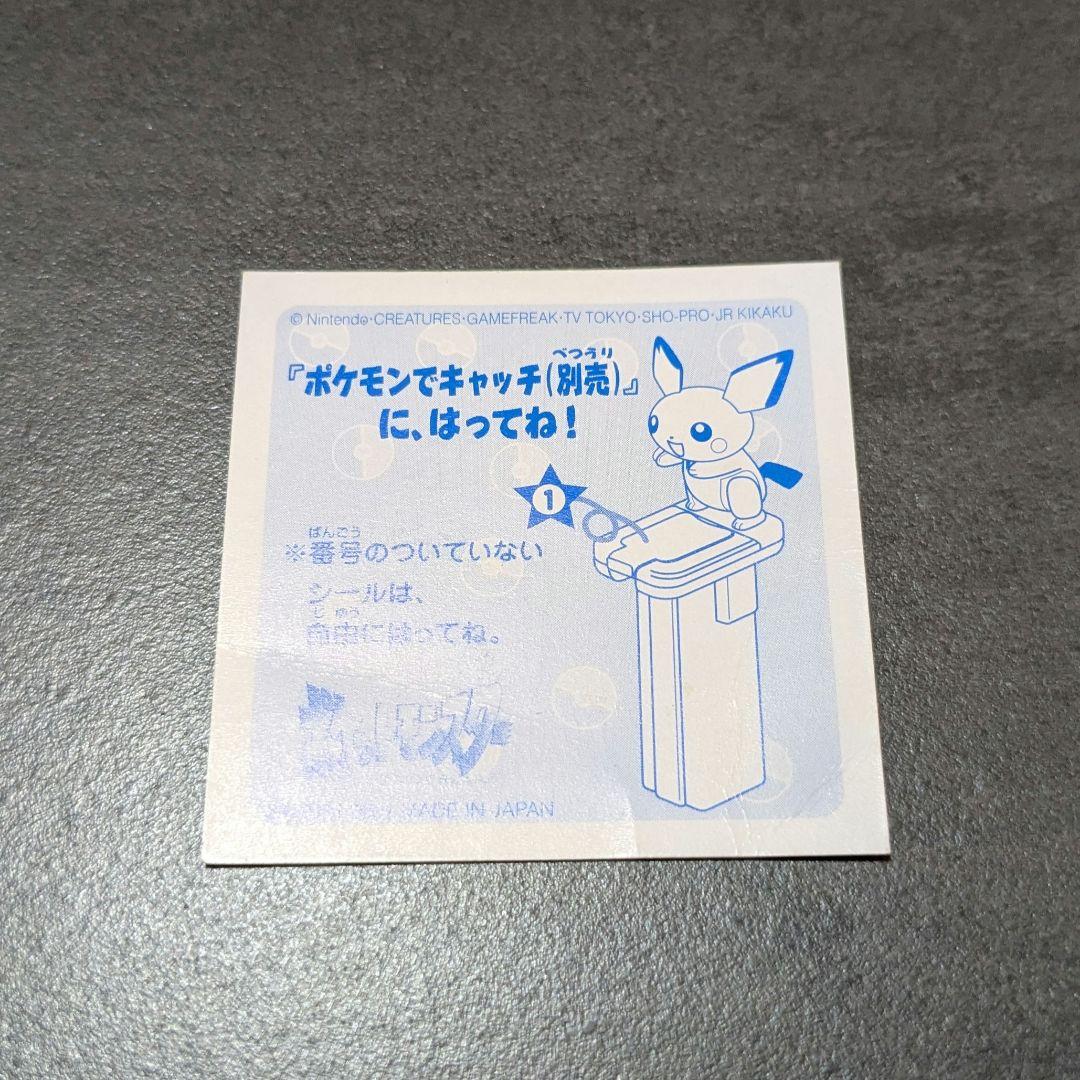 © Nintendo・CREATURES・GAMEFREAK・TV TOKYO・SHO-PRO・JR KIKAKU
べつうり
『ポケモンでキャッチ(別売)』
に、はってね!
1
ばんごう
※番号のついていない
シールは、
じゆう
自由にはってね。
MADE IN JAPAN